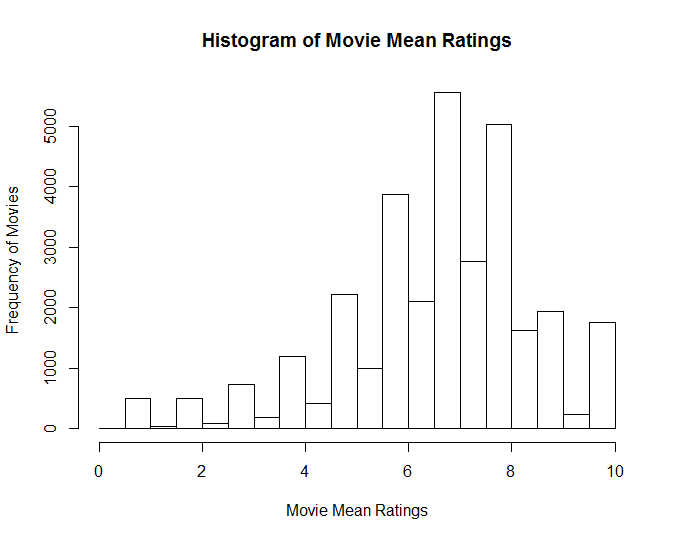 Histogram of Movie Mean Ratings
Frequency of Movies
5000
4000
3000
2000
1000
0
0 2 4 6 8 10
Movie Mean Ratings